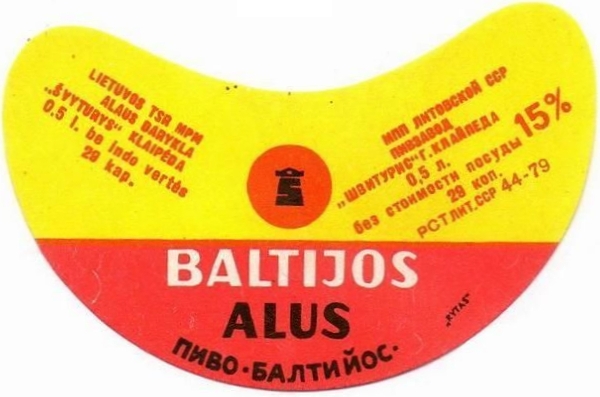 LIETUVOS TSR MPM
ALAUS DARYKLA
„ŠVYTURYS" KLAIPĖDA
0.5 l. be indo vertės
29 kap.
МПП ЛИТОВСКОЙ ССР
ПИВЗАВОД
„ШВИТУРИС" Г. КЛАЙПЕДА
0.5 л.
без стоимости посуды
29 коп.
15%
РСТ ЛИТ.ССР 44-79
BALTIJOS
ALUS
ПИВО·БАЛТИЙОС·
„RYTAS"